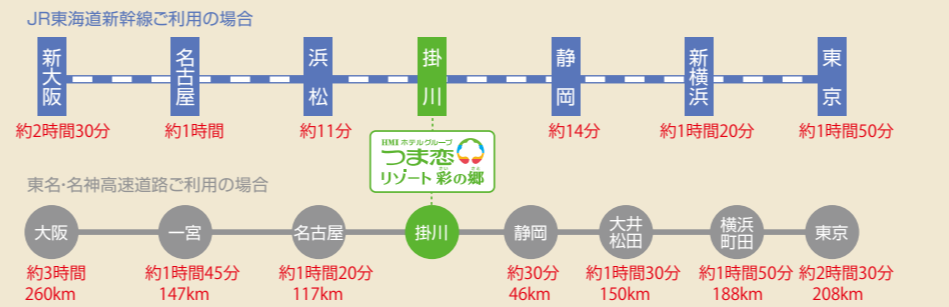 JR東海道新幹線ご利用の場合
新大阪
名古屋
浜松
掛川
静岡
新横浜
東京
約2時間30分
約1時間
約11分
約14分
約1時間20分
約1時間50分
HMIホテルグループ
つま恋
リゾート 彩の郷
さい さと
東名・名神高速道路ご利用の場合
大阪
一宮
名古屋
掛川
静岡
大井
松田
横浜
町田
東京
約3時間
260km
約1時間45分
147km
約1時間20分
117km
約30分
46km
約1時間30分
150km
約1時間50分
188km
約2時間30分
208km